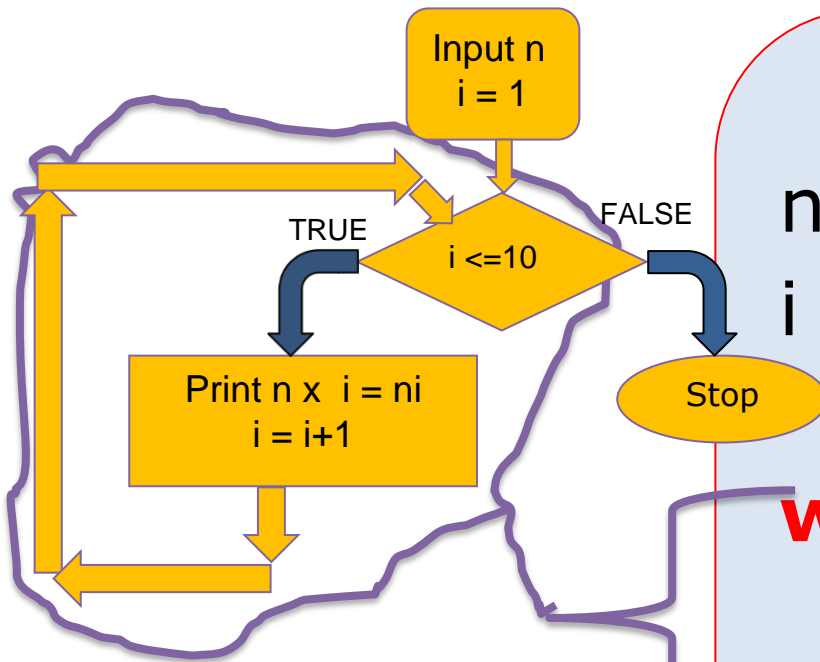 Input n
i = 1
TRUE
FALSE
i <=10
Print n x i = ni
i = i+1
Stop
n
i
w